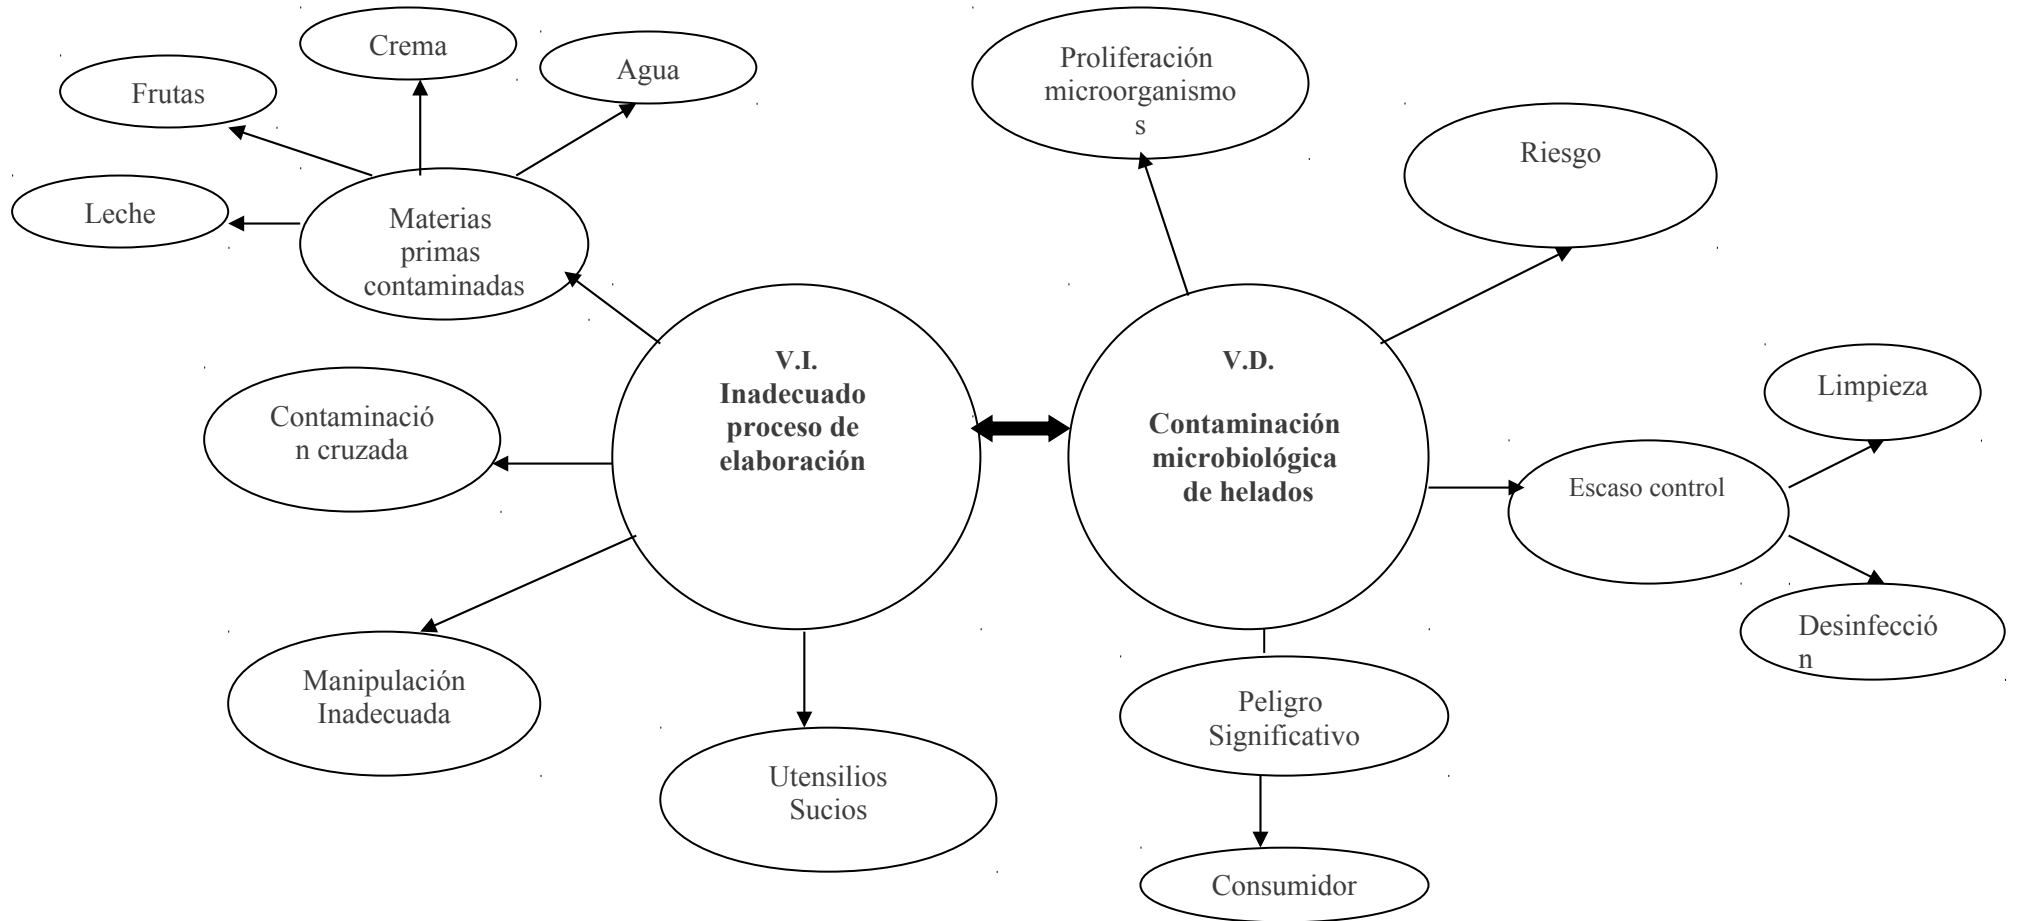 Crema
Agua
Frutas
Leche
Materias
primas
contaminadas
V.I.
Inadecuado
proceso de
elaboración
Contaminació
n cruzada
Manipulación
Inadecuada
Utensilios
Sucios
Proliferación
microorganismo
s
Riesgo
V.D.
Contaminación
microbiológica
de helados
Escaso control
Limpieza
Desinfecció
n
Peligro
Significativo
Consumidor